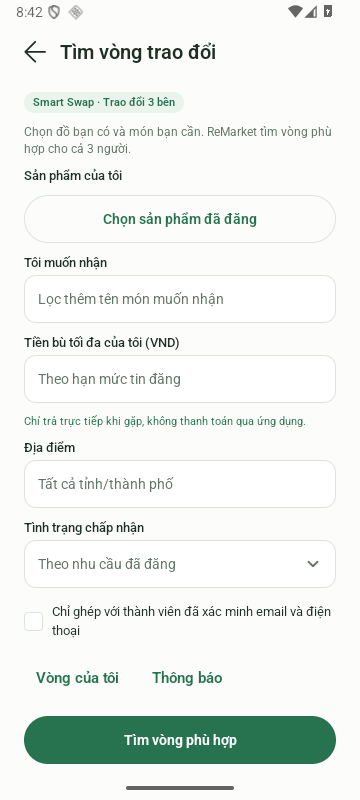 8:42
Tìm vòng trao đổi
Smart Swap · Trao đổi 3 bên
Chọn đồ bạn có và món bạn cần. ReMarket tìm vòng phù
hợp cho cả 3 người.
Sản phẩm của tôi
Chọn sản phẩm đã đăng
Tôi muốn nhận
Lọc thêm tên món muốn nhận
Tiền bù tối đa của tôi (VND)
Theo hạn mức tin đăng
Chỉ trả trực tiếp khi gặp, không thanh toán qua ứng dụng.
Địa điểm
Tất cả tỉnh/thành phố
Tình trạng chấp nhận
Theo nhu cầu đã đăng
Chỉ ghép với thành viên đã xác minh email và điện
thoại
Vòng của tôi
Thông báo
Tìm vòng phù hợp